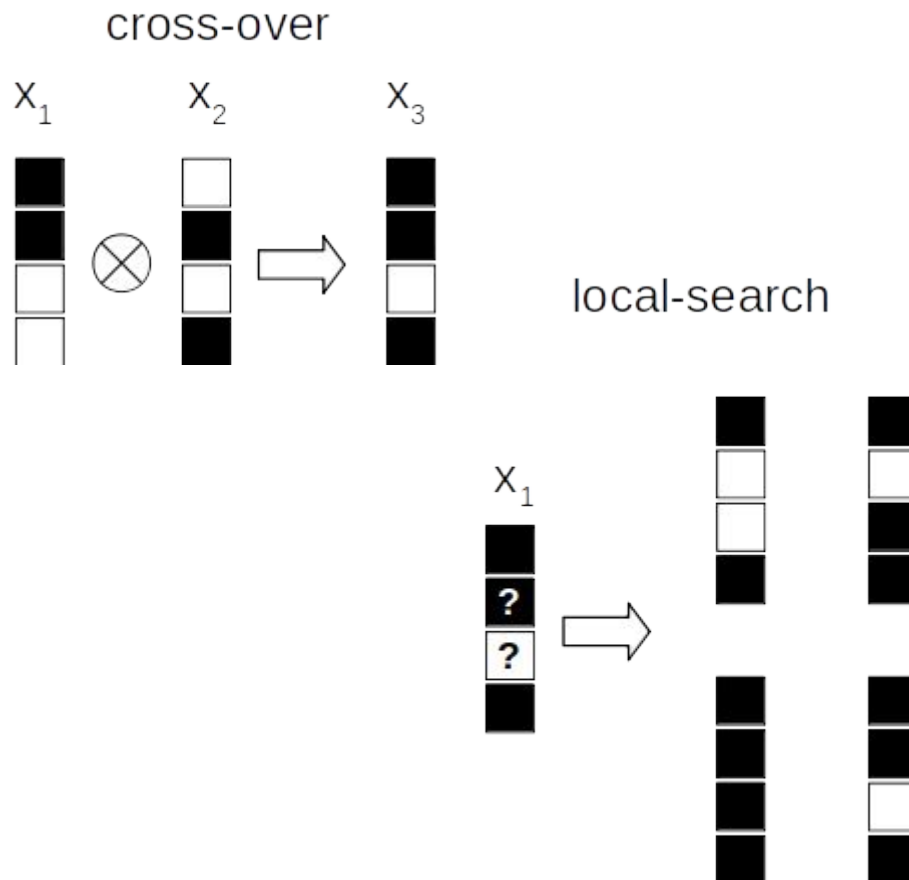 cross-over
X₁ X₂ X₃
local-search
X₁
?
?